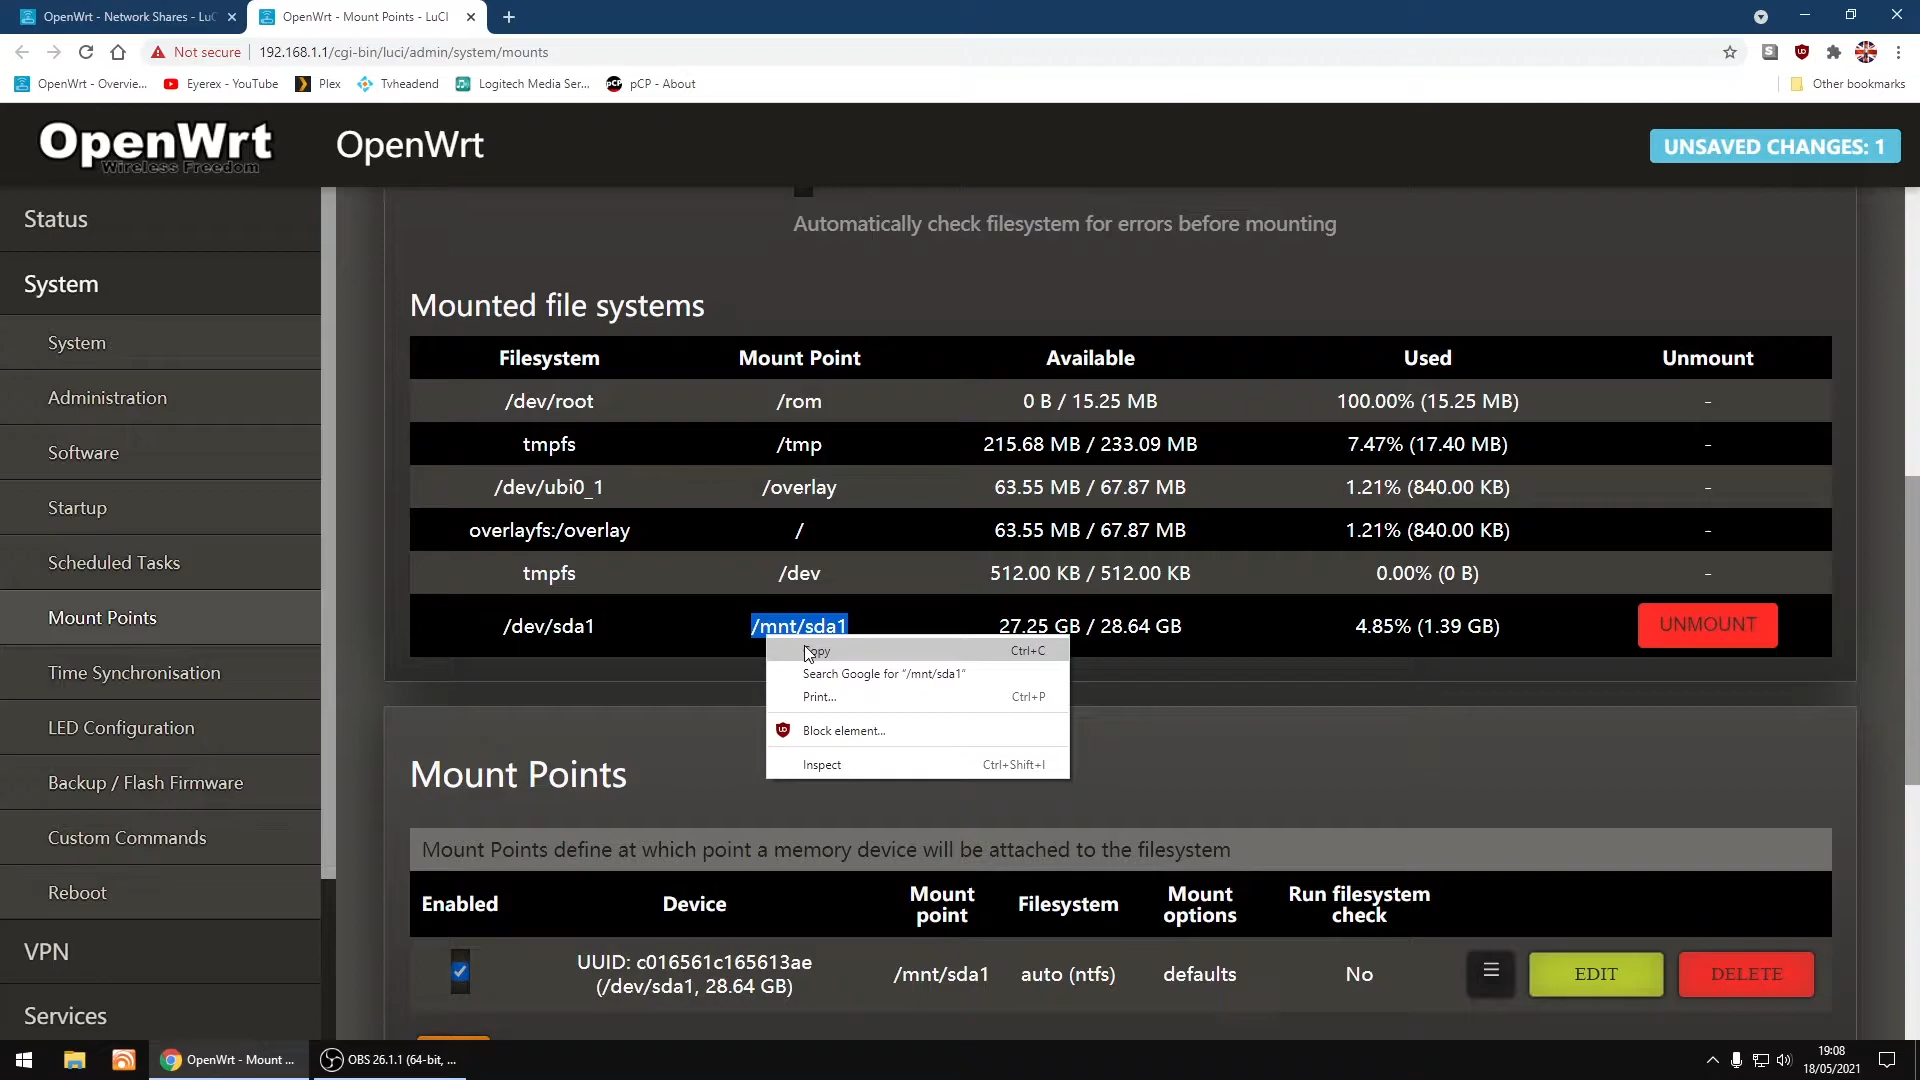 OpenWrt - Network Shares - LuC
OpenWrt - Mount Points - LuCI
Not secure
192.168.1.1/cgi-bin/luci/admin/system/mounts
OpenWrt - Overvie...
Eyerex - YouTube
Plex
Tvheadend
Logitech Media Ser...
pCP - About
Other bookmarks
OpenWrt
Wireless Freedom
OpenWrt
UNSAVED CHANGES: 1
Status
System
System
Administration
Software
Startup
Scheduled Tasks
Mount Points
Time Synchronisation
LED Configuration
Backup / Flash Firmware
Custom Commands
Reboot
VPN
Services
Automatically check filesystem for errors before mounting
Mounted file systems
Filesystem Mount Point Available Used Unmount
/dev/root /rom 0 B / 15.25 MB 100.00% (15.25 MB) -
tmpfs /tmp 215.68 MB / 233.09 MB 7.47% (17.40 MB) -
/dev/ubi0_1 /overlay 63.55 MB / 67.87 MB 1.21% (840.00 KB) -
overlayfs:/overlay / 63.55 MB / 67.87 MB 1.21% (840.00 KB) -
tmpfs /dev 512.00 KB / 512.00 KB 0.00% (0 B) -
/dev/sda1 /mnt/sda1 27.25 GB / 28.64 GB 4.85% (1.39 GB) UNMOUNT
Copy Ctrl+C
Search Google for "/mnt/sda1"
Print... Ctrl+P
Block element...
Inspect Ctrl+Shift+I
Mount Points
Mount Points define at which point a memory device will be attached to the filesystem
Enabled Device Mount point Filesystem Mount options Run filesystem check
UUID: c016561c165613ae
(/dev/sda1, 28.64 GB)
/mnt/sda1 auto (ntfs) defaults No ☰ EDIT DELETE
OpenWrt - Mount ...
OBS 26.1.1 (64-bit, ...
19:08
18/05/2021